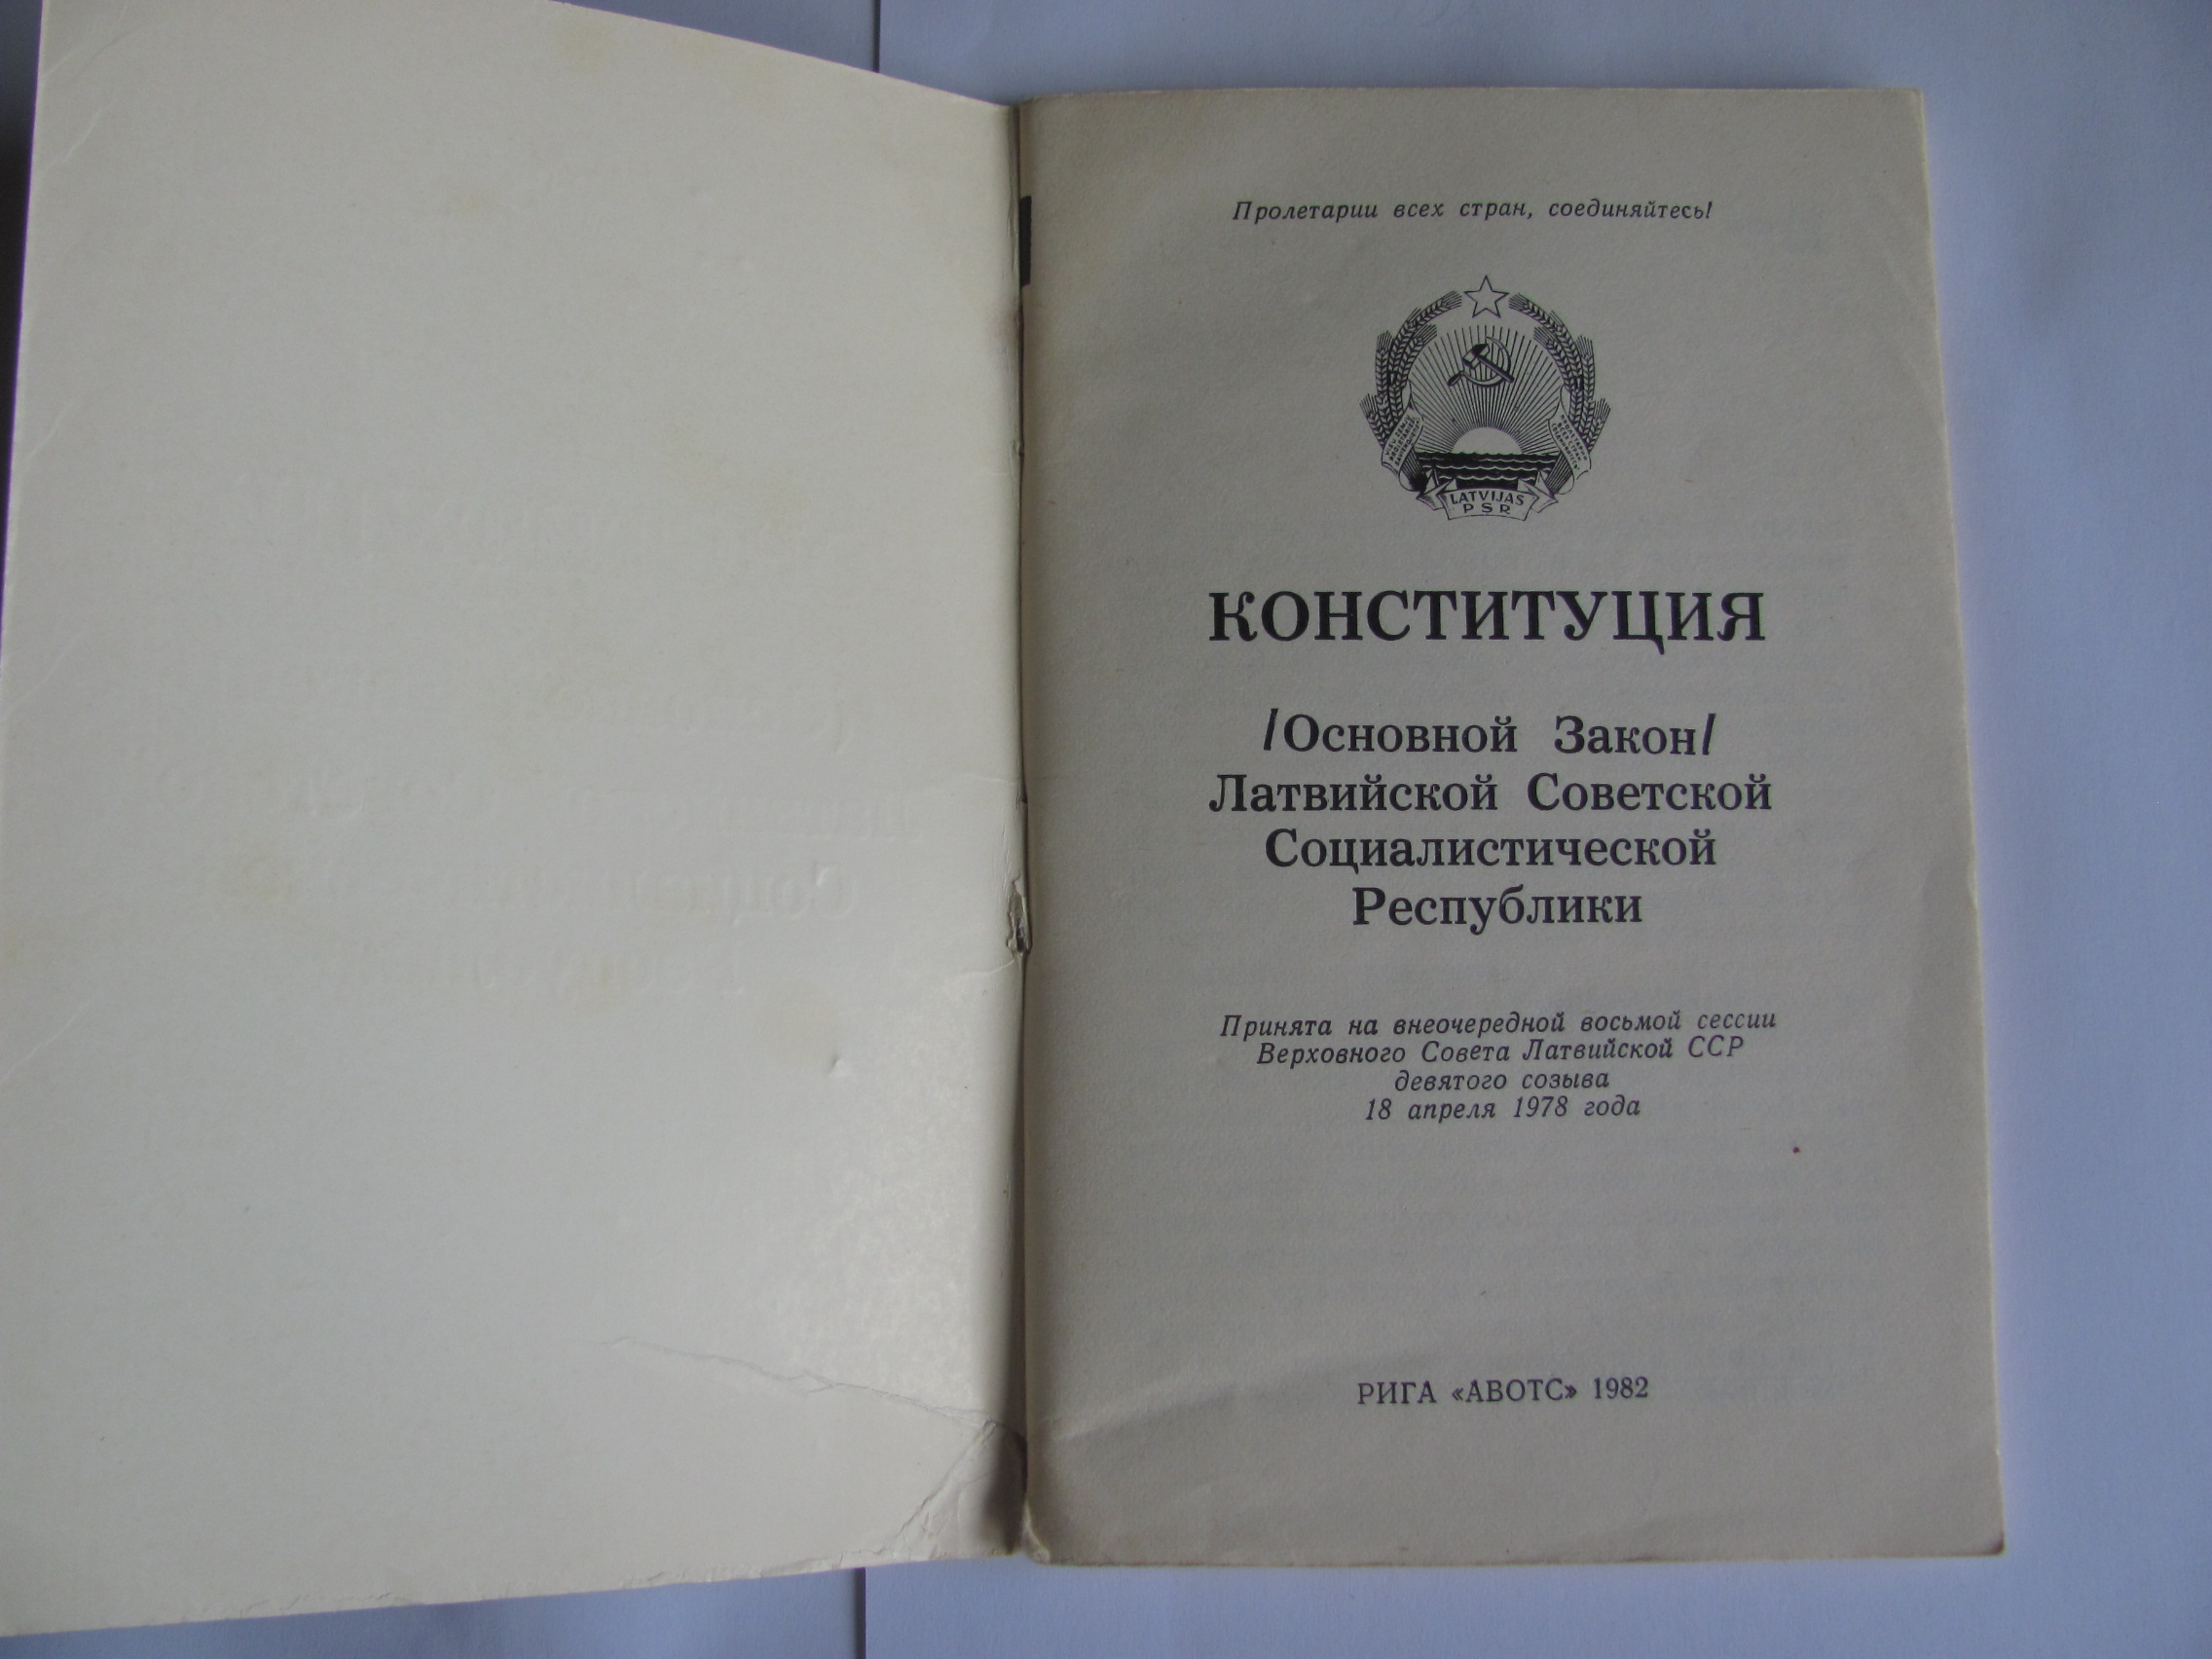 Пролетарии всех стран, соединяйтесь!
LATVIJAS
PSR
КОНСТИТУЦИЯ
/Основной Закон/
Латвийской Советской
Социалистической
Республики
Принята на внеочередной восьмой сессии
Верховного Совета Латвийской ССР
девятого созыва
18 апреля 1978 года
РИГА «АВОТС» 1982